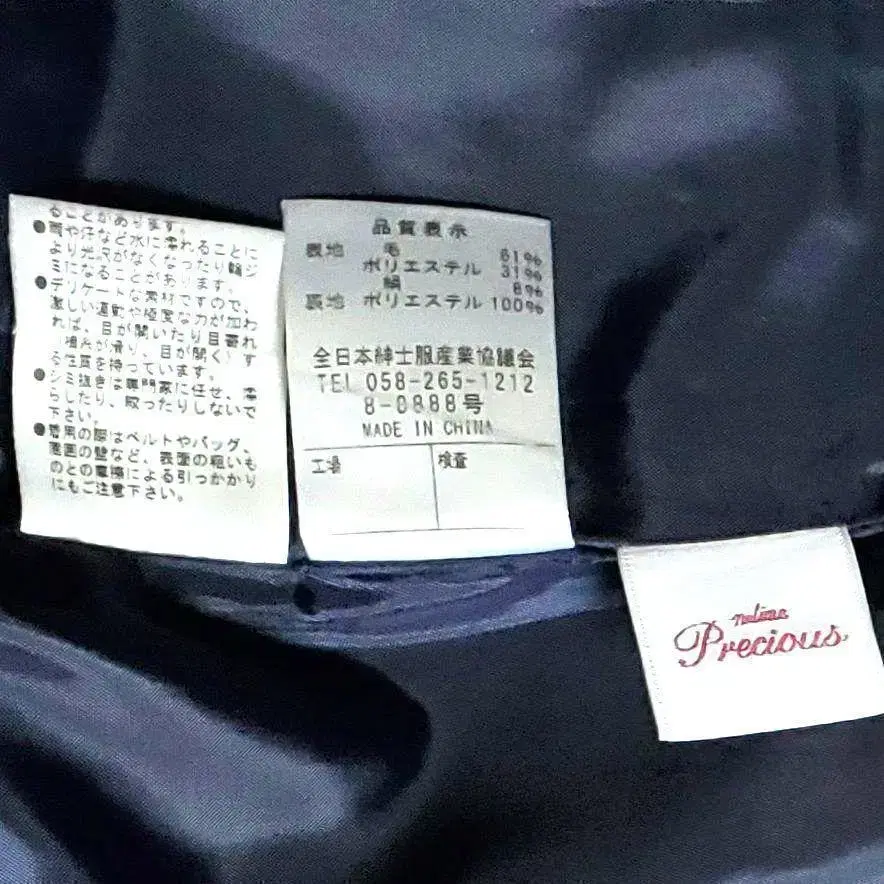 ることがあります。
●雨や汗など水に濡れることに
より光沢がなくなったり輪ジ
ミになることがあります。
●デリケートな素材ですので、
激しい運動や極度な力が加わ
れば、目が開いたり目寄れ
(縫糸が滑り、目が開く)す
る性質を持っています。
●シミ抜きは専門家に任せ、濡
らしたり、取ったりしないで
下さい。
●着用の際はベルトやバッグ、
周囲の壁など、表面の粗いも
のとの摩擦による引っかかり
にもご注意下さい。
品質表示
表地 毛 61%
ポリエステル 31%
絹 8%
裏地 ポリエステル 100%
全日本紳士服産業協議会
TEL 058-265-1212
8-0888号
MADE IN CHINA
工場 検査
Precious